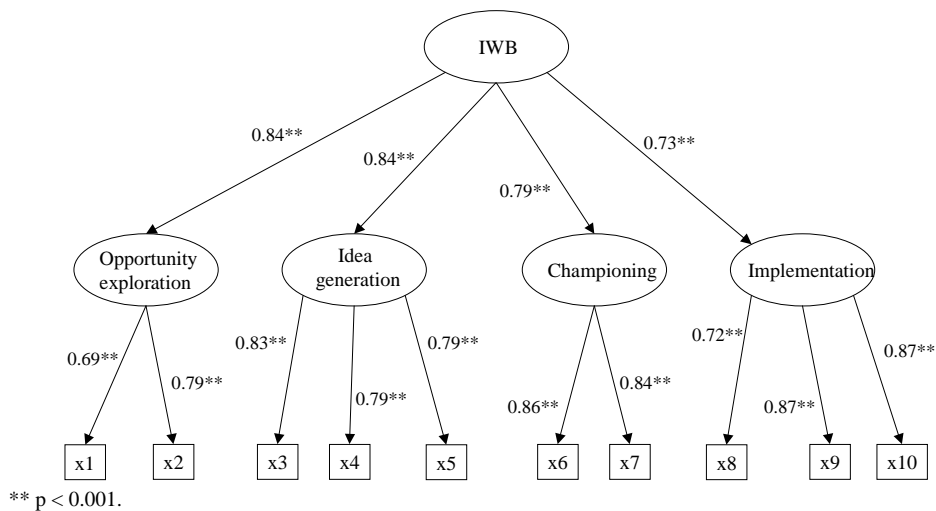 IWB
0.84**
0.84**
0.79**
0.73**
Opportunity
exploration
Idea
generation
Championing
Implementation
0.69**
0.79**
0.83**
0.79**
0.79**
0.86**
0.84**
0.72**
0.87**
0.87**
x1
x2
x3
x4
x5
x6
x7
x8
x9
x10
** p < 0.001.